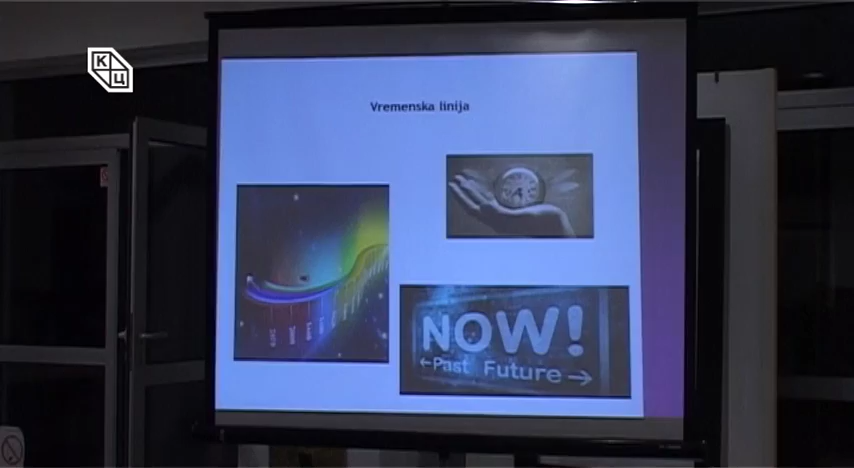 К
Ц
Vremenska linija
NOW!
←Past Future→